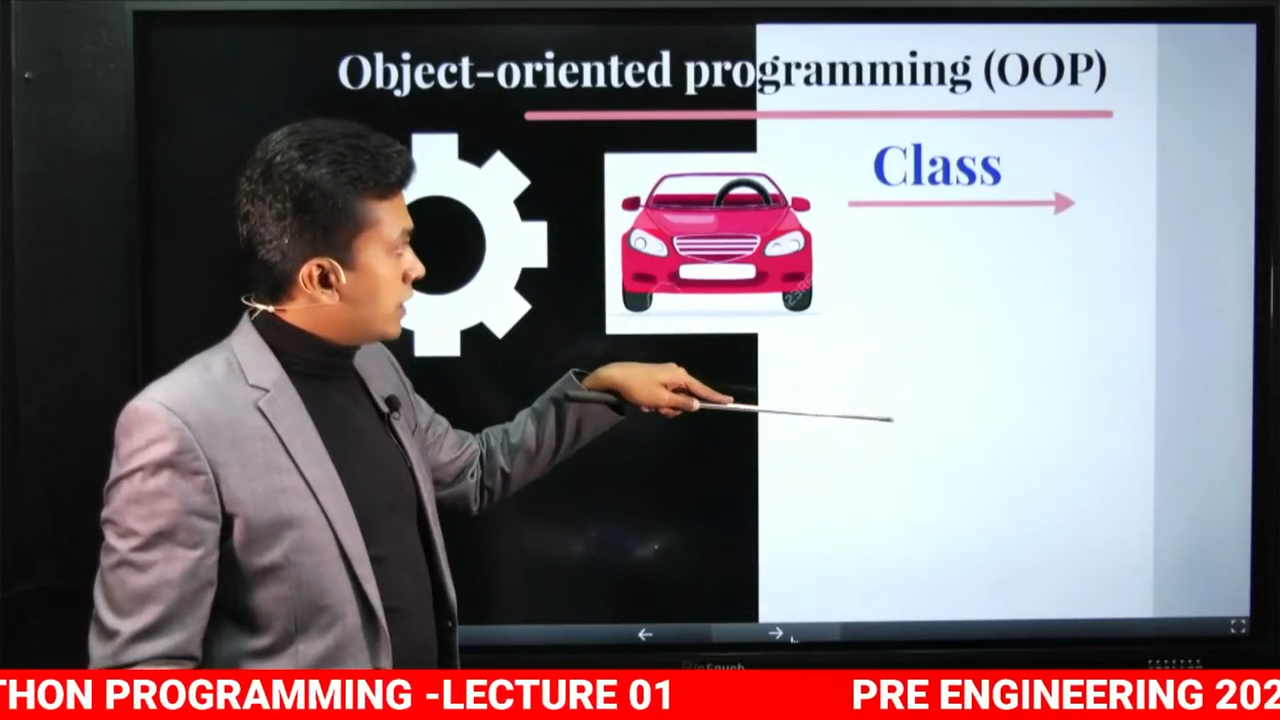 Object-oriented programming (OOP)
Class
THON PROGRAMMING -LECTURE 01
PRE ENGINEERING 202